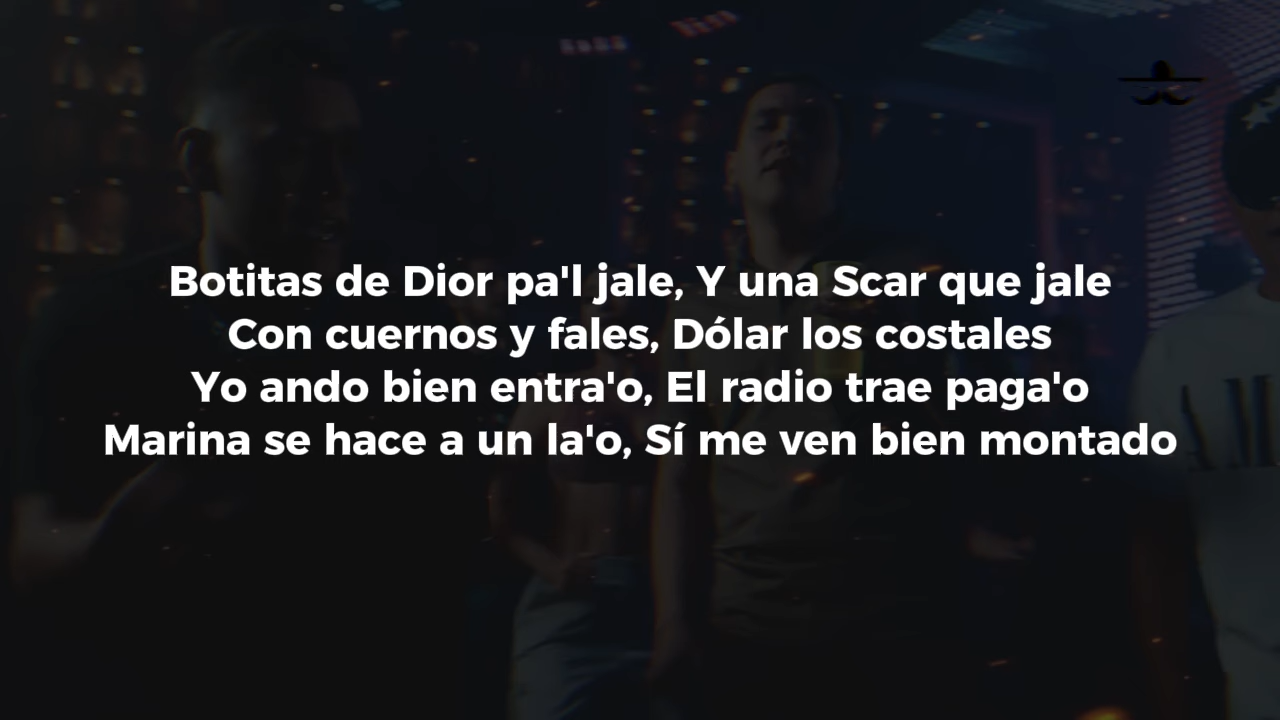 Botitas de Dior pa'l jale, Y una Scar que jale
Con cuernos y fales, Dólar los costales
Yo ando bien entra'o, El radio trae paga'o
Marina se hace a un la'o, Sí me ven bien montado